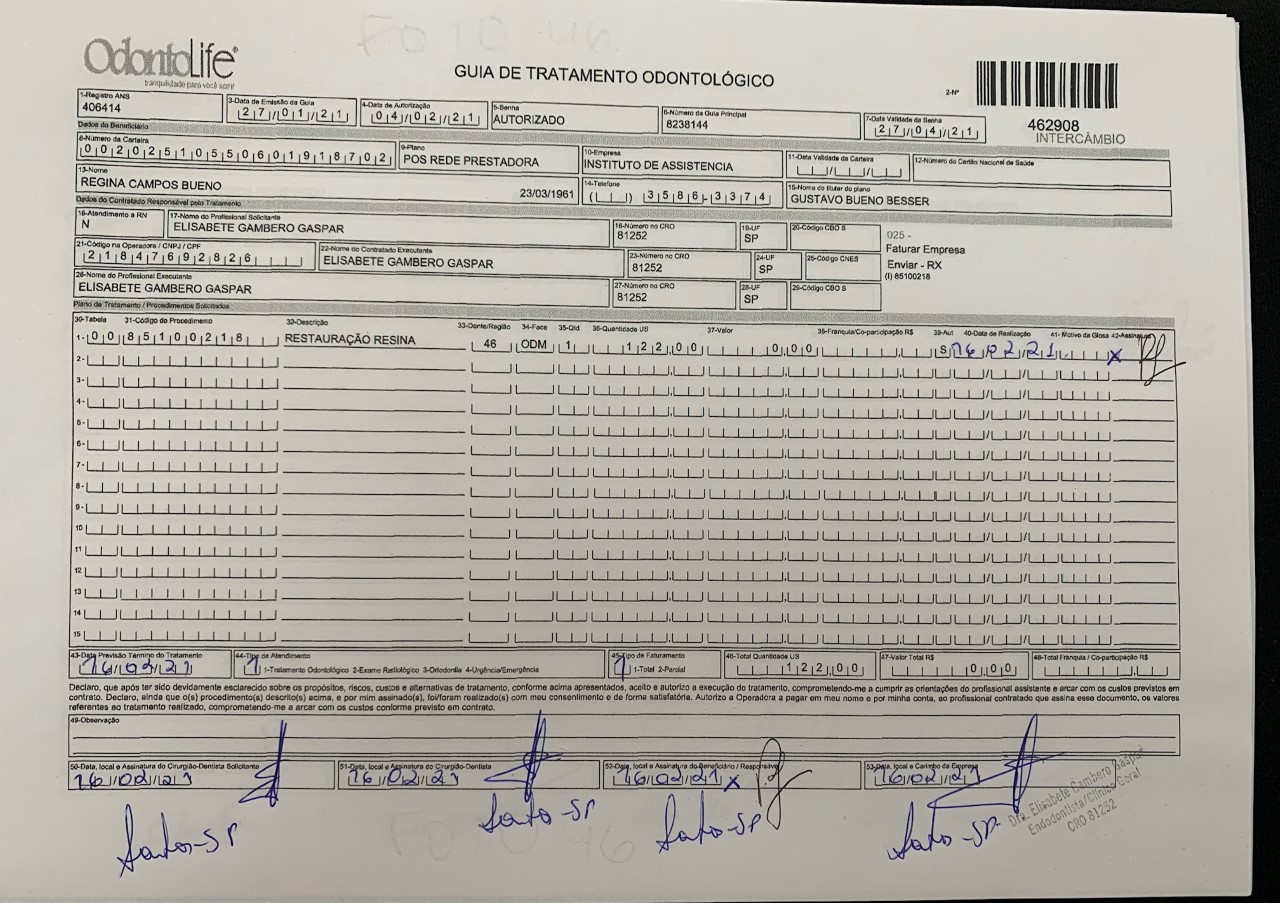 OdontoLife®
tranquilidade para você sorrir
GUIA DE TRATAMENTO ODONTOLÓGICO
2-Nº
462908
INTERCÂMBIO
1-Registro ANS
406414
3-Data de Emissão da Guia
27/01/21
4-Data de Autorização
04/02/21
5-Senha
AUTORIZADO
6-Número da Guia Principal
8238144
7-Data Validade da Senha
27/04/21
Dados do Beneficiário
8-Número da Carteira
00202510550601918702
9-Plano
POS REDE PRESTADORA
10-Empresa
INSTITUTO DE ASSISTENCIA
11-Data Validade da Carteira
12-Número do Cartão Nacional de Saúde
13-Nome
REGINA CAMPOS BUENO 23/03/1961
14-Telefone
( ) 3586-3374
15-Nome do titular do plano
GUSTAVO BUENO BESSER
Dados do Contratado Responsável pelo Tratamento
16-Atendimento a RN
N
17-Nome do Profissional Solicitante
ELISABETE GAMBERO GASPAR
18-Número no CRO
81252
19-UF
SP
20-Código CBO S
025 -
Faturar Empresa
Enviar - RX
(I) 85100218
21-Código na Operadora / CNPJ / CPF
21847692826
22-Nome do Contratado Executante
ELISABETE GAMBERO GASPAR
23-Número no CRO
81252
24-UF
SP
25-Código CNES
26-Nome do Profissional Executante
ELISABETE GAMBERO GASPAR
27-Número no CRO
81252
28-UF
SP
29-Código CBO S
Plano de Tratamento / Procedimentos Solicitados
30-Tabela 31-Código do Procedimento 32-Descrição 33-Dente/Região 34-Face 35-Qtd 36-Quantidade US 37-Valor 38-Franquia/Co-participação R$ 39-Aut 40-Data de Realização 41- Motivo da Glosa 42-Assinatura
1- 00 85100218 RESTAURAÇÃO RESINA 46 ODM 1 122,00 0,00 S 16 02 21 x
2-
3-
4-
5-
6-
7-
8-
9-
10
11
12
13
14
15
43-Data Previsão Término do Tratamento
16/02/21
44-Tipo de Atendimento
1 1-Tratamento Odontológico 2-Exame Radiológico 3-Ortodontia 4-Urgência/Emergência
45-Tipo de Faturamento
1 1-Total 2-Parcial
46-Total Quantidade US
122,00
47-Valor Total R$
0,00
48-Total Franquia / Co-participação R$
Declaro, que após ter sido devidamente esclarecido sobre os propósitos, riscos, custos e alternativas de tratamento, conforme acima apresentados, aceito e autorizo a execução do tratamento, comprometendo-me a cumprir as orientações do profissional assistente e arcar com os custos previstos em
contrato. Declaro, ainda que o(s) procedimento(s) descrito(s) acima, e por mim assinado(s), foi/foram realizado(s) com meu consentimento e de forma satisfatória. Autorizo a Operadora a pagar em meu nome e por minha conta, ao profissional contratado que assina esse documento, os valores
referentes ao tratamento realizado, comprometendo-me a arcar com os custos conforme previsto em contrato.
49-Observação
50-Data, local e Assinatura do Cirurgião-Dentista Solicitante
16/02/21
51-Data, local e Assinatura do Cirurgião-Dentista
16/02/21
52-Data, local e Assinatura do Beneficiário / Responsável
16/02/21 x
53-Data, local e Carimbo da Empresa
16/02/21
Santos-SP
Santos-SP
Santos-SP
Santos-SP
Dra. Elisabete Gambero Gaspar
Endodontista/Clínica Geral
CRO 81252